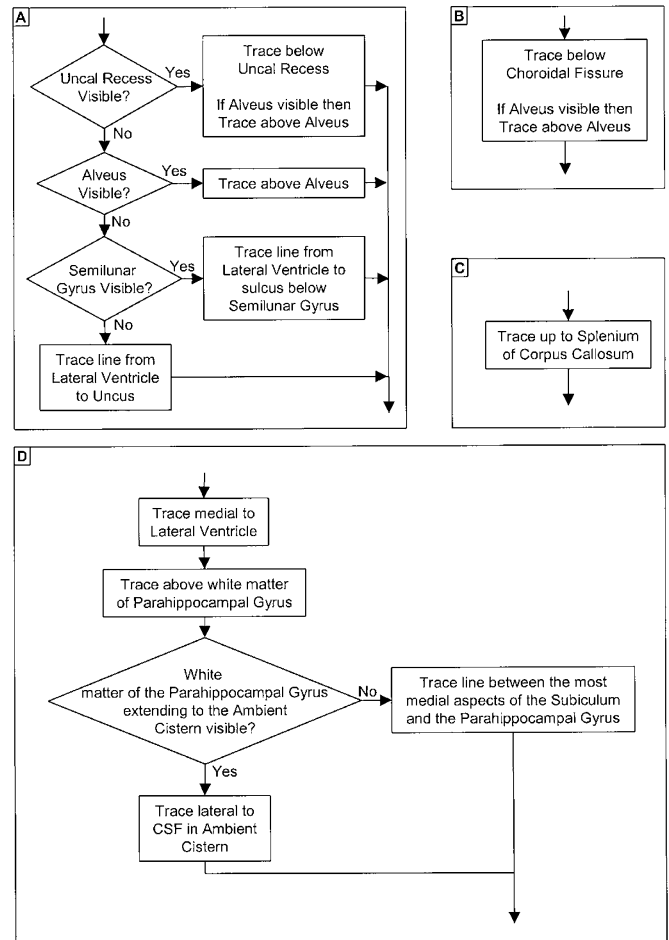 A
Uncal Recess
Visible?
Yes
Trace below
Uncal Recess
If Alveus visible then
Trace above Alveus
No
Alveus
Visible?
Yes
Trace above Alveus
No
Semilunar
Gyrus Visible?
Yes
Trace line from
Lateral Ventricle to
sulcus below
Semilunar Gyrus
No
Trace line from
Lateral Ventricle
to Uncus
B
Trace below
Choroidal Fissure
If Alveus visible then
Trace above Alveus
C
Trace up to Splenium
of Corpus Callosum
D
Trace medial to
Lateral Ventricle
Trace above white matter
of Parahippocampal Gyrus
White
matter of the Parahippocampal Gyrus
extending to the Ambient
Cistern visible?
No
Trace line between the most
medial aspects of the Subiculum
and the Parahippocampal Gyrus
Yes
Trace lateral to
CSF in Ambient
Cistern